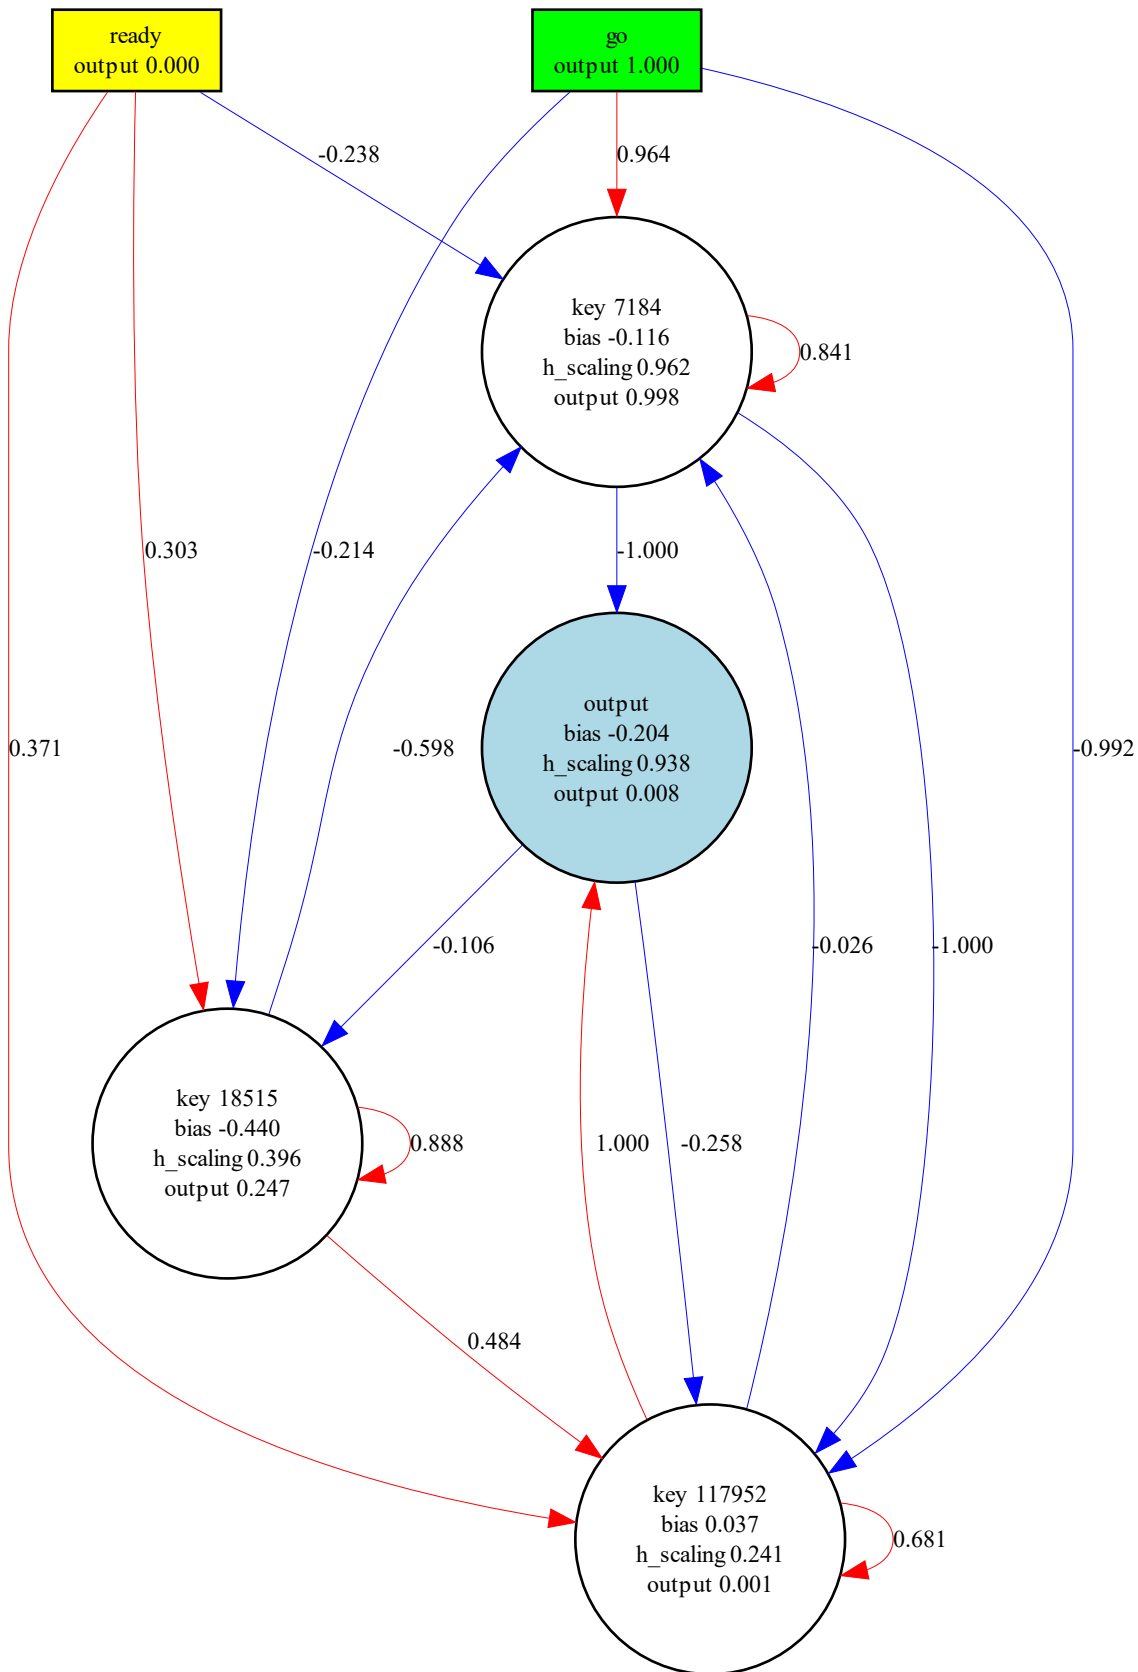 ready
output 0.000
go
output 1.000
-0.238
0.964
key 7184
bias -0.116
h_scaling 0.962
output 0.998
0.841
0.303
-0.214
-1.000
output
bias -0.204
h_scaling 0.938
output 0.008
0.371
-0.598
-0.992
-0.106
-0.026
-1.000
key 18515
bias -0.440
h_scaling 0.396
output 0.247
0.888
1.000
-0.258
0.484
key 117952
bias 0.037
h_scaling 0.241
output 0.001
0.681